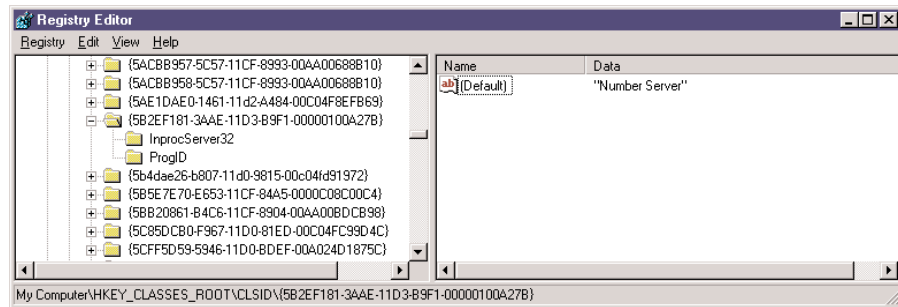 Registry Editor
Registry Edit View Help
{5ACBB957-5C57-11CF-8993-00AA00688B10}
{5ACBB958-5C57-11CF-8993-00AA00688B10}
{5AE1DAE0-1461-11d2-A484-00C04F8EFB69}
{5B2EF181-3AAE-11D3-B9F1-00000100A27B}
InprocServer32
ProgID
{5b4dae26-b807-11d0-9815-00c04fd91972}
{5B5E7E70-E653-11CF-84A5-0000C08C00C4}
{5BB20861-B4C6-11CF-8904-00AA00BDCB98}
{5C85DCB0-F967-11D0-81ED-00C04FC99D4C}
{5CFF5D59-5946-11D0-BDEF-00A024D1875C}
Name Data
ab (Default) "Number Server"
My Computer\HKEY_CLASSES_ROOT\CLSID\{5B2EF181-3AAE-11D3-B9F1-00000100A27B}